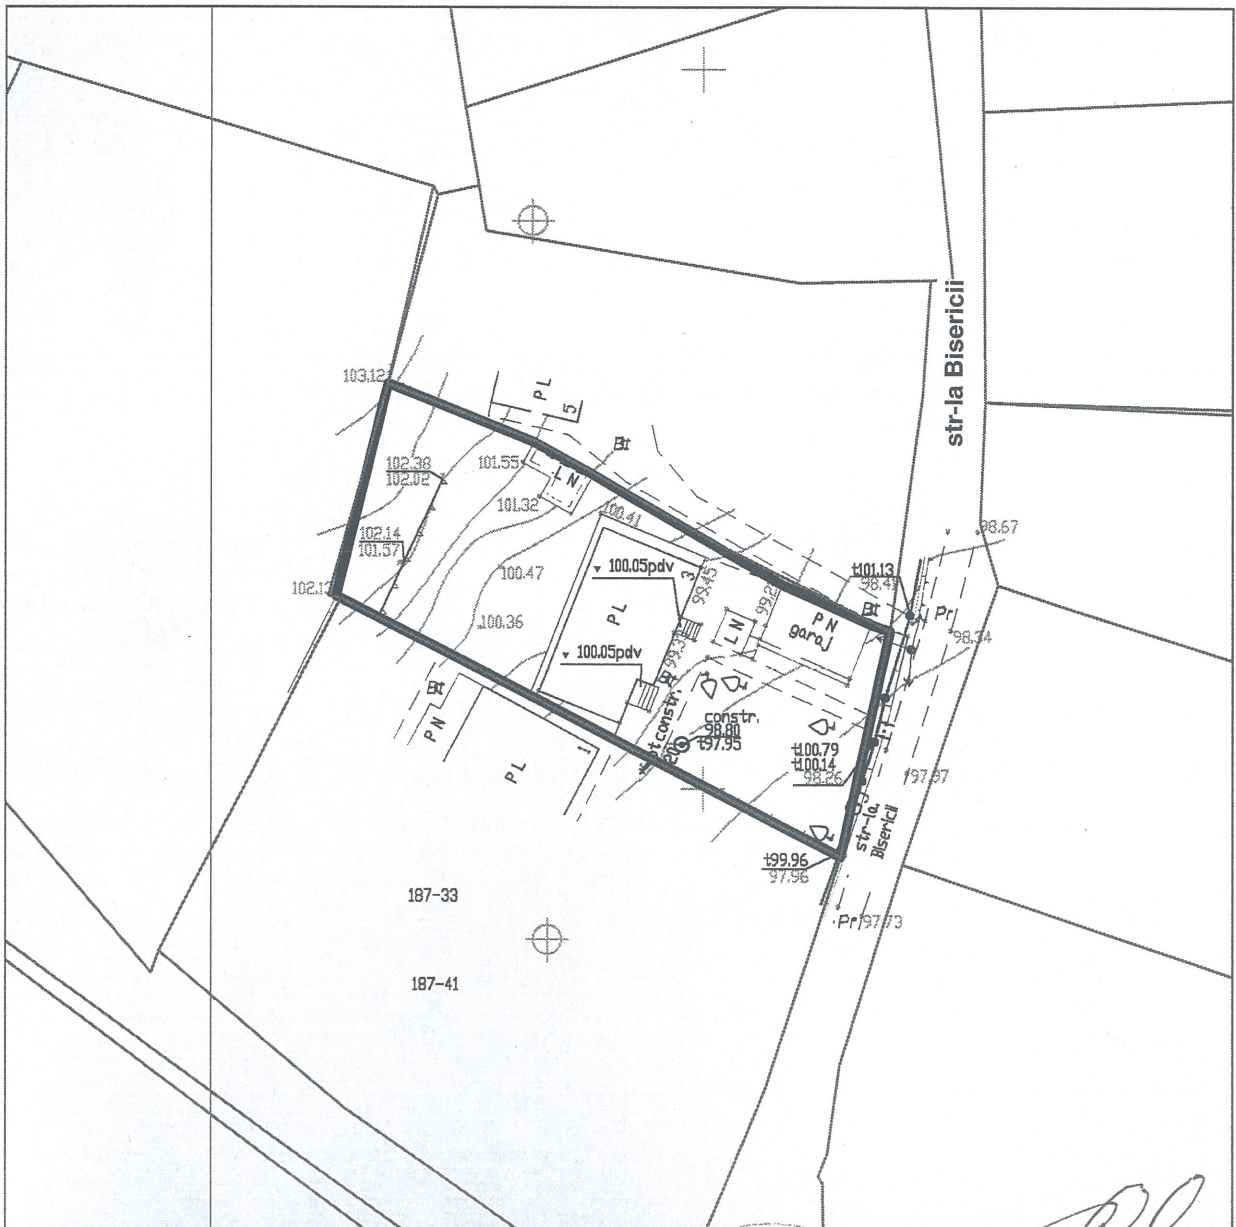 str-la Bisericii
103.12
PL
5
Bt
102.38
102.02
101.55
LN
101.32
100.41
98.67
102.14
101.57
100.47
100.05pdv
3
99.45
t101.13
102.13
Bt
Pr
PN
garaj
LN
98.34
100.36
PL
100.05pdv
Bt
Bt
PN
PL
1
constr.
98.80
t97.95
t100.79
t100.14
98.26
97.97
str-la.
Bisericii
t99.96
97.96
Pr
97.73
187-33
187-41